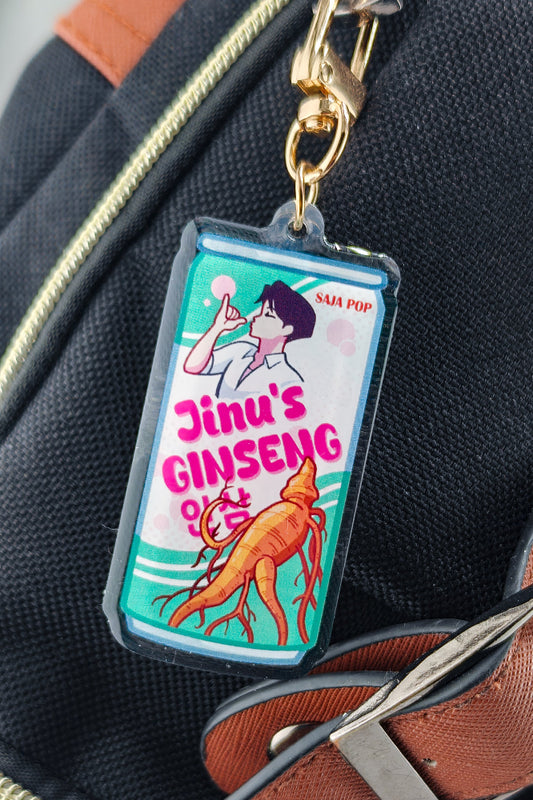 SAJA POP
Jinu's
GINSENG
인삼